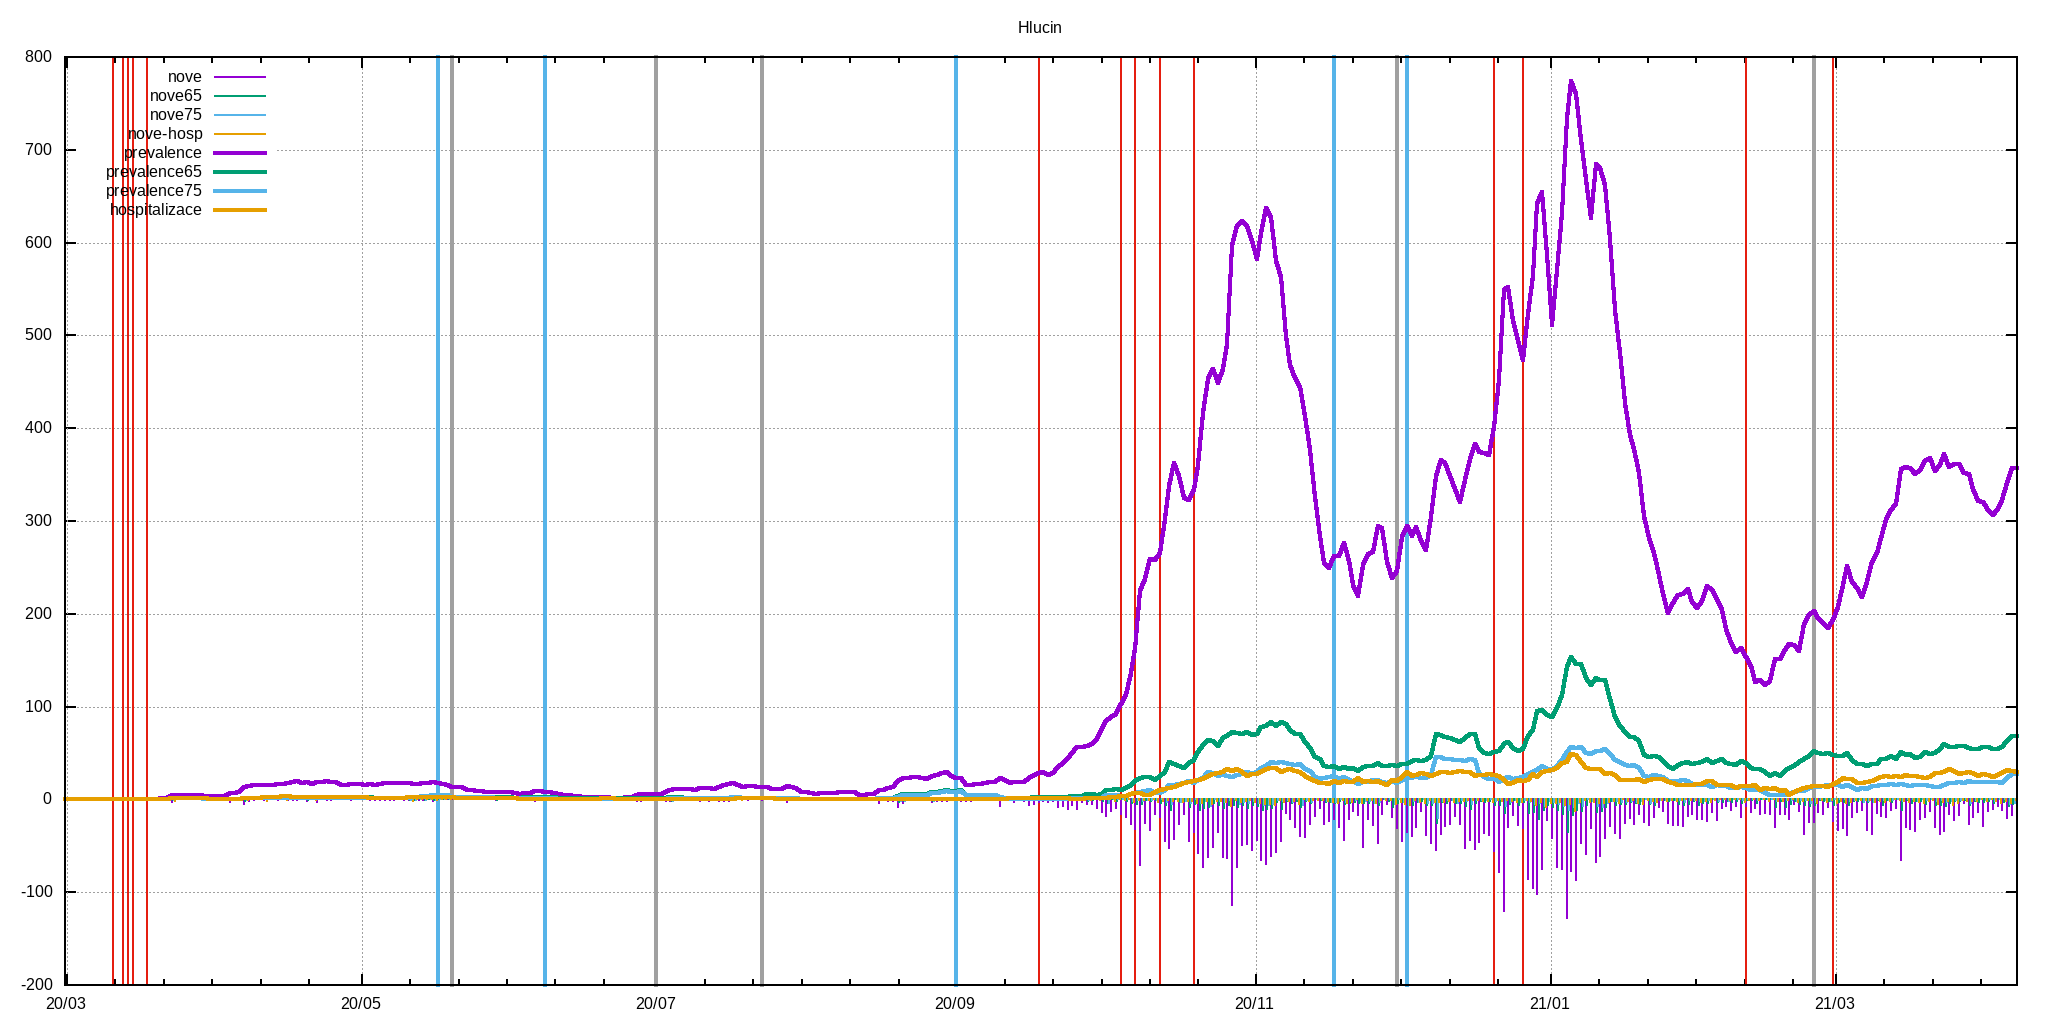 Hlucin
800
700
600
500
400
300
200
100
0
-100
-200
nove
nove65
nove75
nove-hosp
prevalence
prevalence65
prevalence75
hospitalizace
20/03 20/05 20/07 20/09 20/11 21/01 21/03